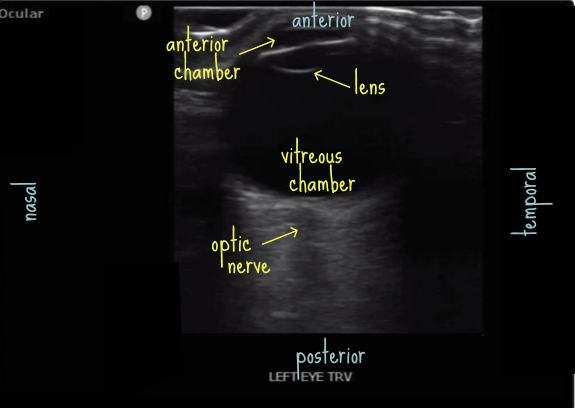 Ocular
P
anterior
anterior
chamber
lens
vitreous
chamber
nasal
temporal
optic
nerve
posterior
LEFT EYE TRV